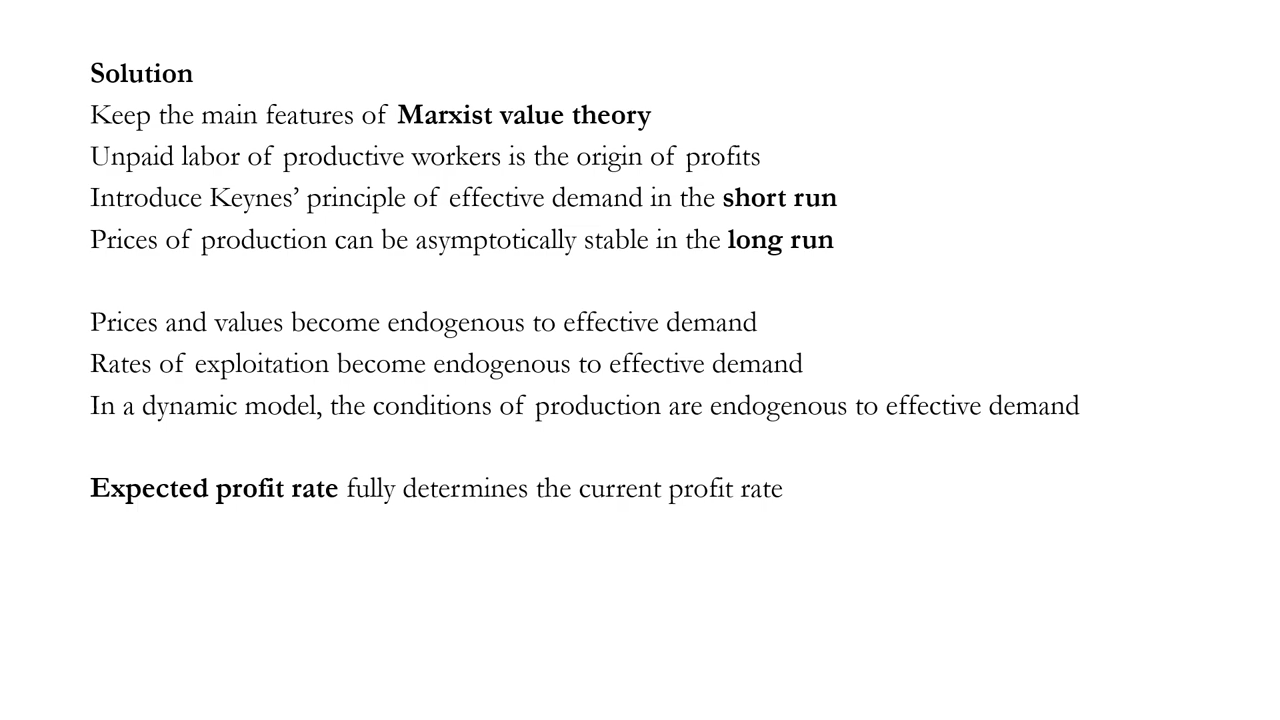 Solution
Keep the main features of Marxist value theory
Unpaid labor of productive workers is the origin of profits
Introduce Keynes’ principle of effective demand in the short run
Prices of production can be asymptotically stable in the long run
Prices and values become endogenous to effective demand
Rates of exploitation become endogenous to effective demand
In a dynamic model, the conditions of production are endogenous to effective demand
Expected profit rate fully determines the current profit rate